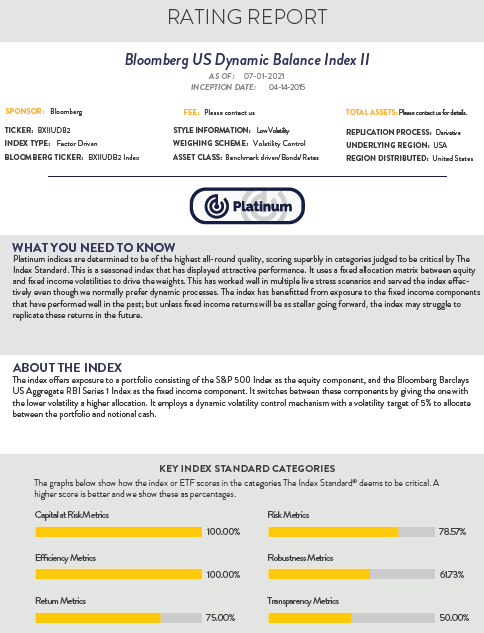 RATING REPORT
Bloomberg US Dynamic Balance Index II
AS OF: 07-01-2021
INCEPTION DATE: 04-14-2015
SPONSOR: Bloomberg
FEE: Please contact us
TOTAL ASSETS: Please contact us for details.
TICKER: BXIIUDB2
STYLE INFORMATION: Low Volatility
REPLICATION PROCESS: Derivative
INDEX TYPE: Factor Driven
WEIGHING SCHEME: Volatility Control
UNDERLYING REGION: USA
BLOOMBERG TICKER: BXIIUDB2 Index
ASSET CLASS: Benchmark driven/ Bonds/ Rates
REGION DISTRIBUTED: United States
Platinum
WHAT YOU NEED TO KNOW
Platinum indices are determined to be of the highest all-round quality, scoring superbly in categories judged to be critical by The
Index Standard. This is a seasoned index that has displayed attractive performance. It uses a fixed allocation matrix between equity
and fixed income volatilities to drive the weights. This has worked well in multiple live stress scenarios and served the index effec-
tively even though we normally prefer dynamic processes. The index has benefitted from exposure to the fixed income components
that have performed well in the past; but unless fixed income returns will be as stellar going forward, the index may struggle to
replicate these returns in the future.
ABOUT THE INDEX
The index offers exposure to a portfolio consisting of the S&P 500 Index as the equity component, and the Bloomberg Barclays
US Aggregate RBI Series 1 Index as the fixed income component. It switches between these components by giving the one with
the lower volatility a higher allocation. It employs a dynamic volatility control mechanism with a volatility target of 5% to allocate
between the portfolio and notional cash.
KEY INDEX STANDARD CATEGORIES
The graphs below show how the index or ETF scores in the categories The Index Standard® deems to be critical. A
higher score is better and we show these as percentages.
Capital at Risk Metrics
100.00%
Risk Metrics
78.57%
Efficiency Metrics
100.00%
Robustness Metrics
61.73%
Return Metrics
75.00%
Transparency Metrics
50.00%